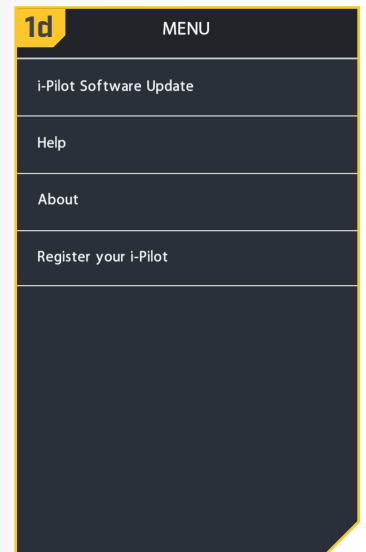 1d
MENU
i-Pilot Software Update
Help
About
Register your i-Pilot